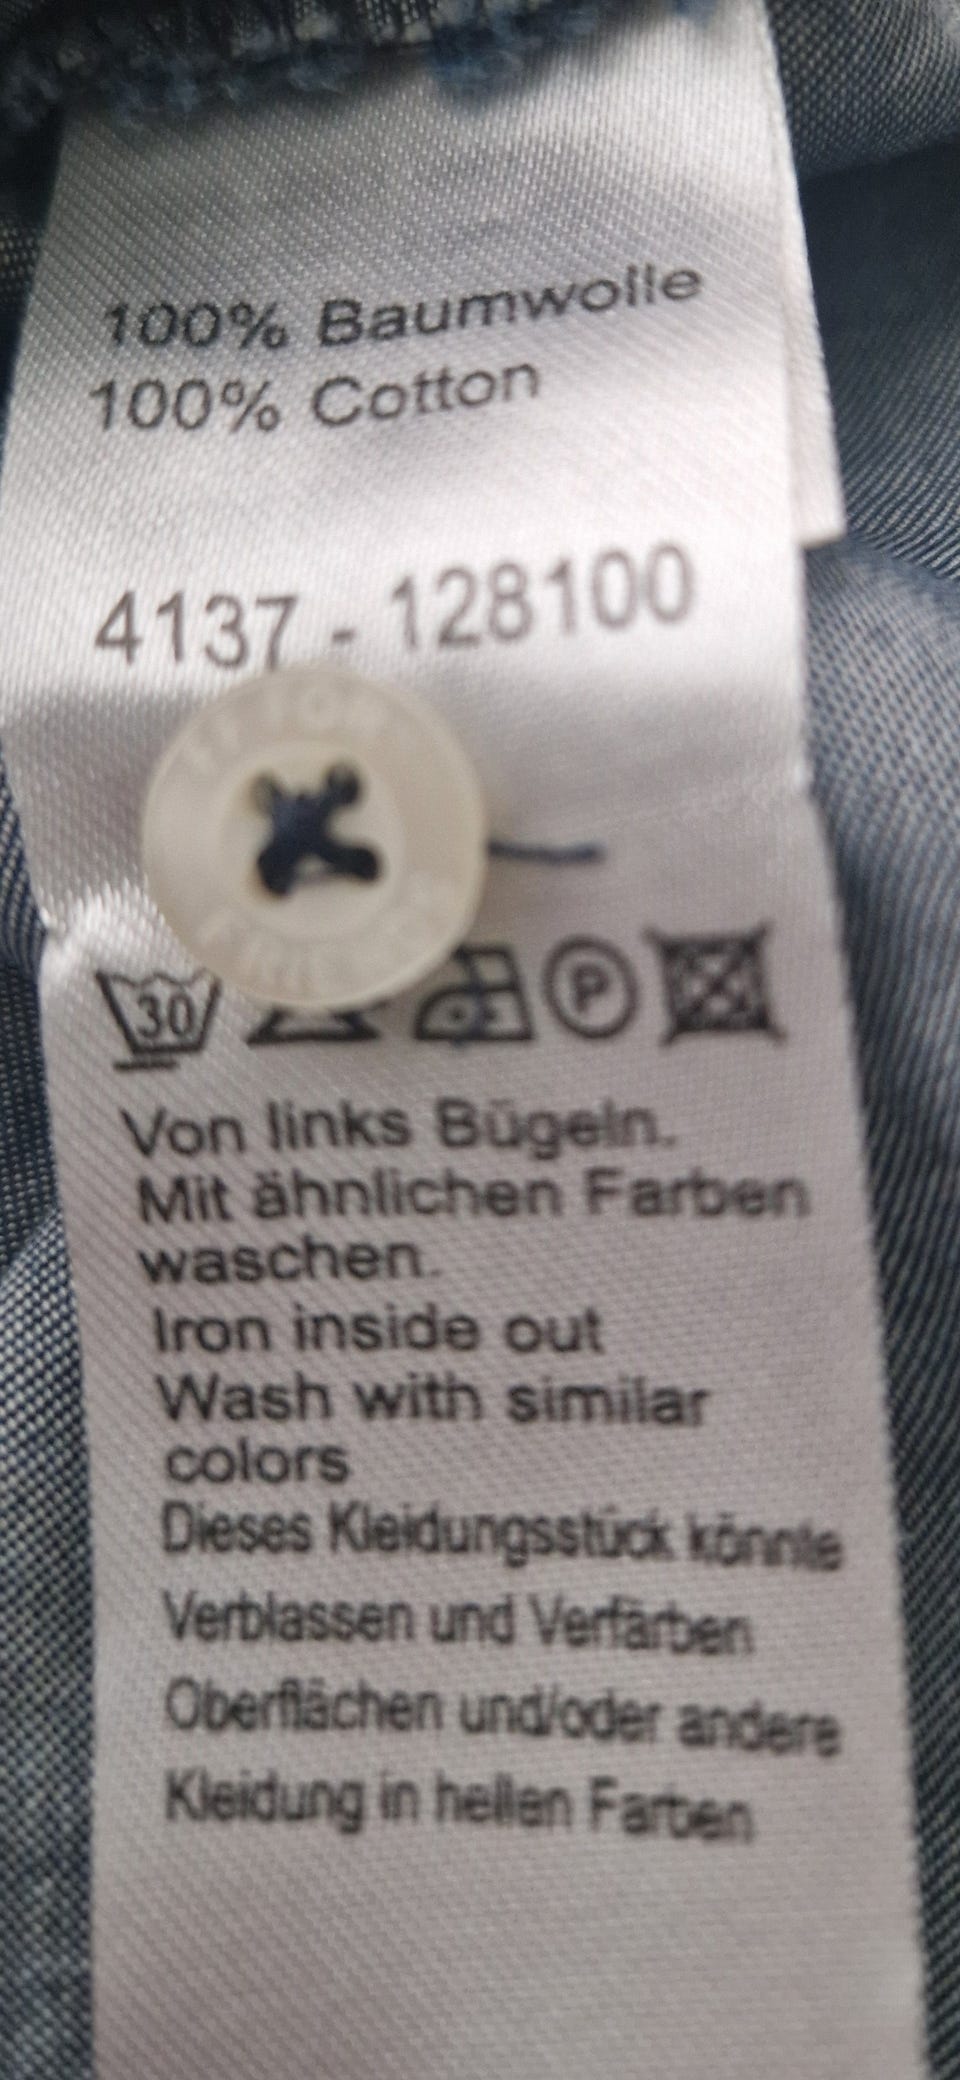 100% Baumwolle
100% Cotton
4137 - 128100
30
P
Von links Bügeln.
Mit ähnlichen Farben
waschen.
Iron inside out
Wash with similar
colors
Dieses Kleidungsstück könnte
Verblassen und Verfärben
Oberflächen und/oder andere
Kleidung in hellen Farben